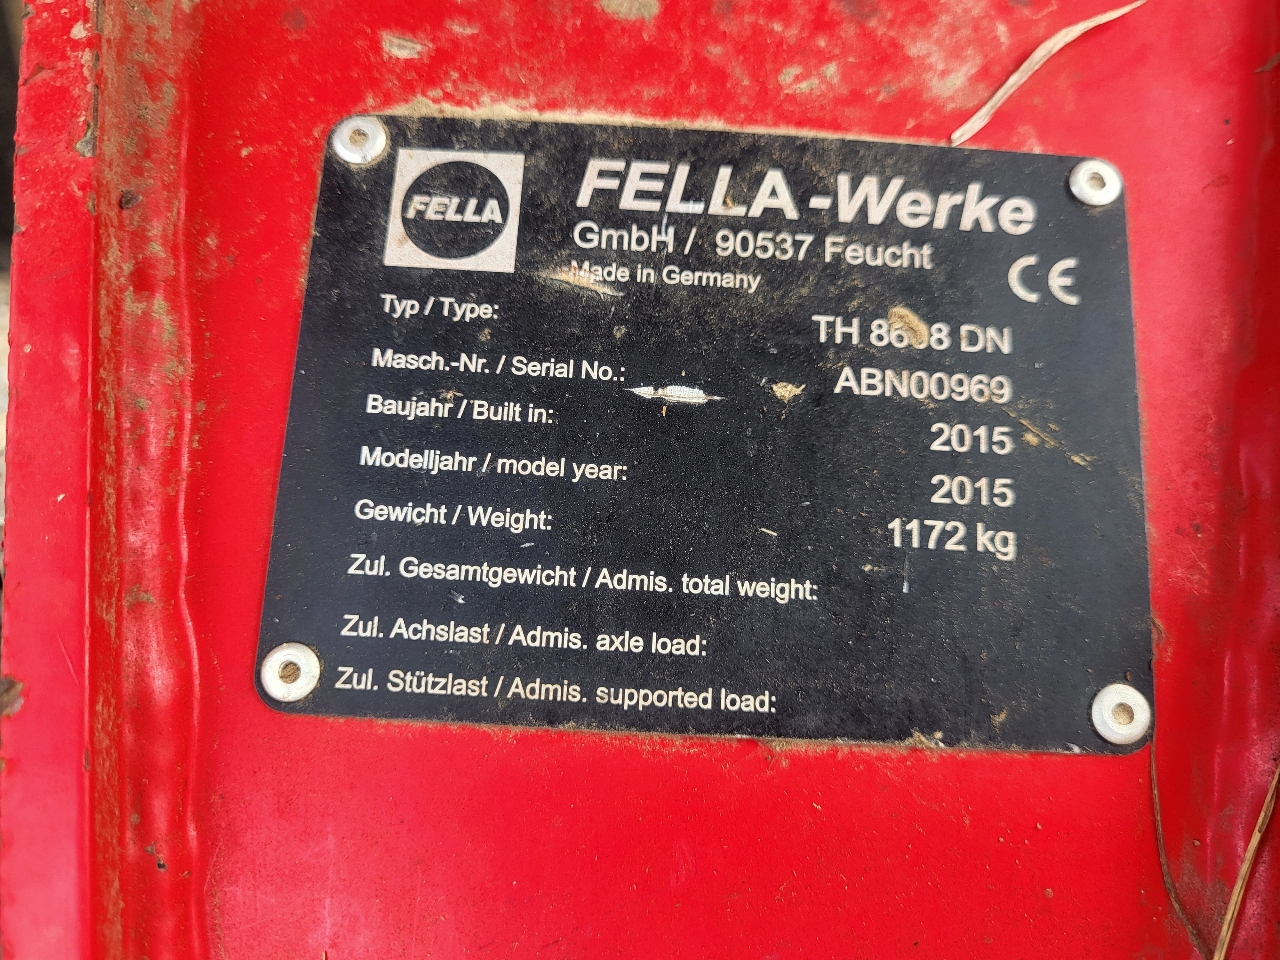 FELLA
FELLA-Werke
GmbH / 90537 Feucht
Made in Germany
CE
Typ / Type: TH DN
Masch.-Nr. / Serial No.: ABN00969
Baujahr / Built in: 2015
Modelljahr / model year: 2015
Gewicht / Weight: 1172 kg
Zul. Gesamtgewicht / Admis. total weight:
Zul. Achslast / Admis. axle load:
Zul. Stützlast / Admis. supported load: